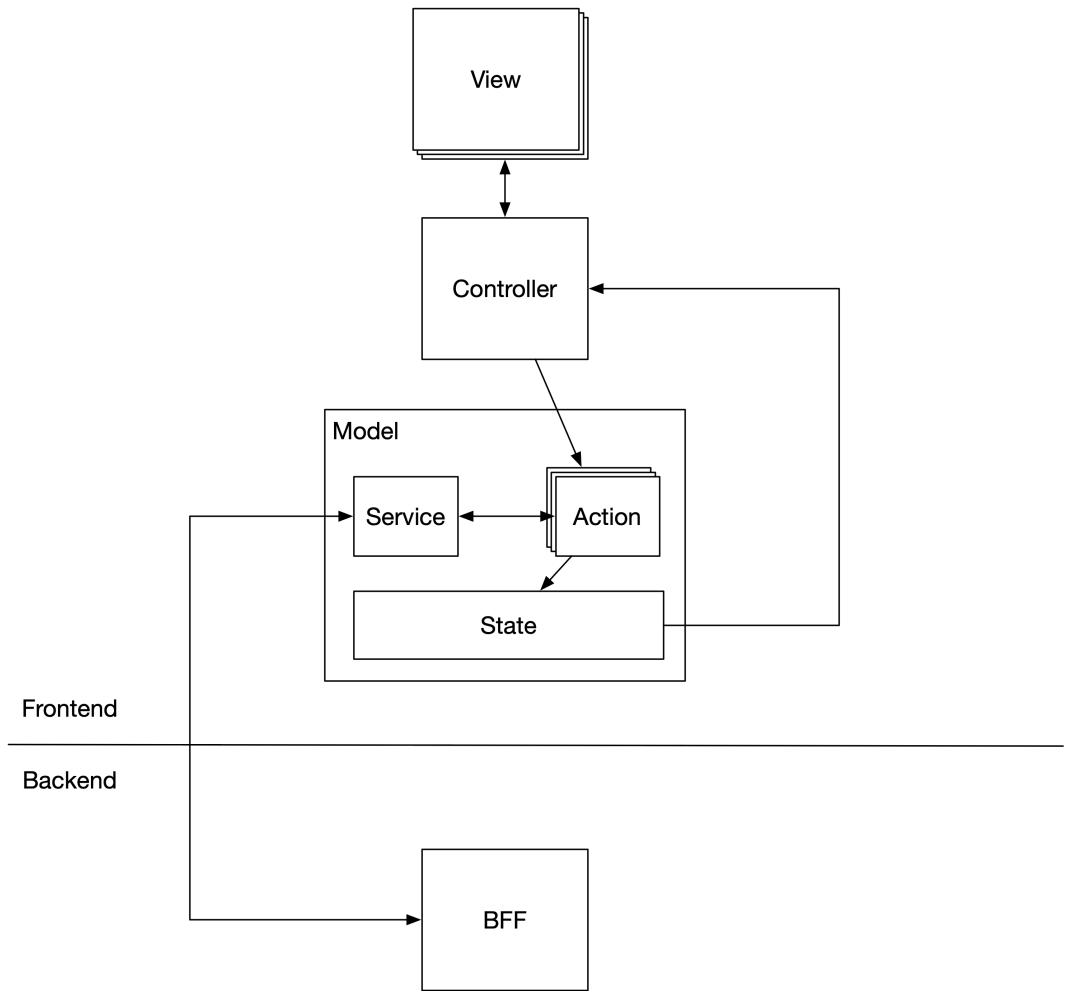 View
Controller
Model
Service
Action
State
Frontend
Backend
BFF